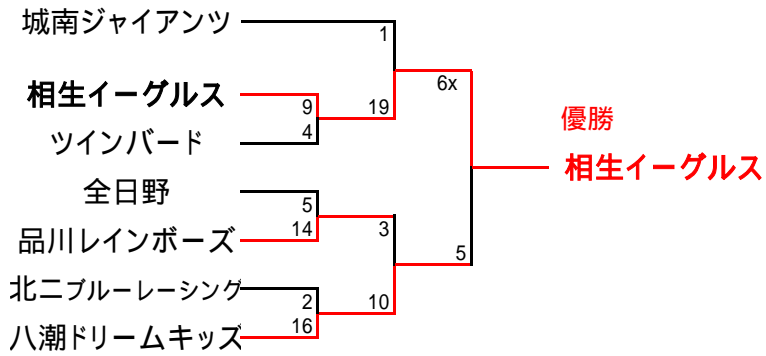 城南ジャイアンツ
1
6x
相生イーグルス
9
19
優勝
ツインバード
4
相生イーグルス
全日野
5
品川レインボーズ
14
3
5
北二ブルーレーシング
2
10
八潮ドリームキッズ
16